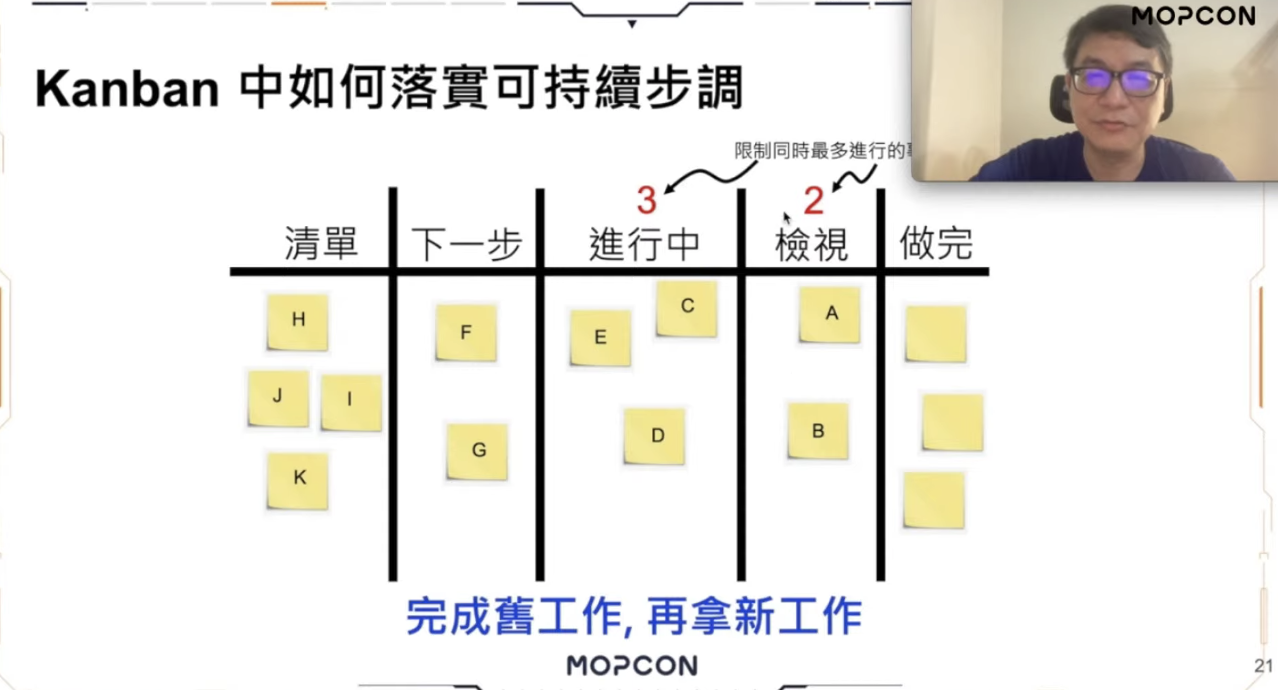 MOPCON
Kanban 中如何落實可持續步調
限制同時最多進行的
3 2
清單 下一步 進行中 檢視 做完
H F E C A
J I D B
K G
完成舊工作, 再拿新工作
MOPCON
21